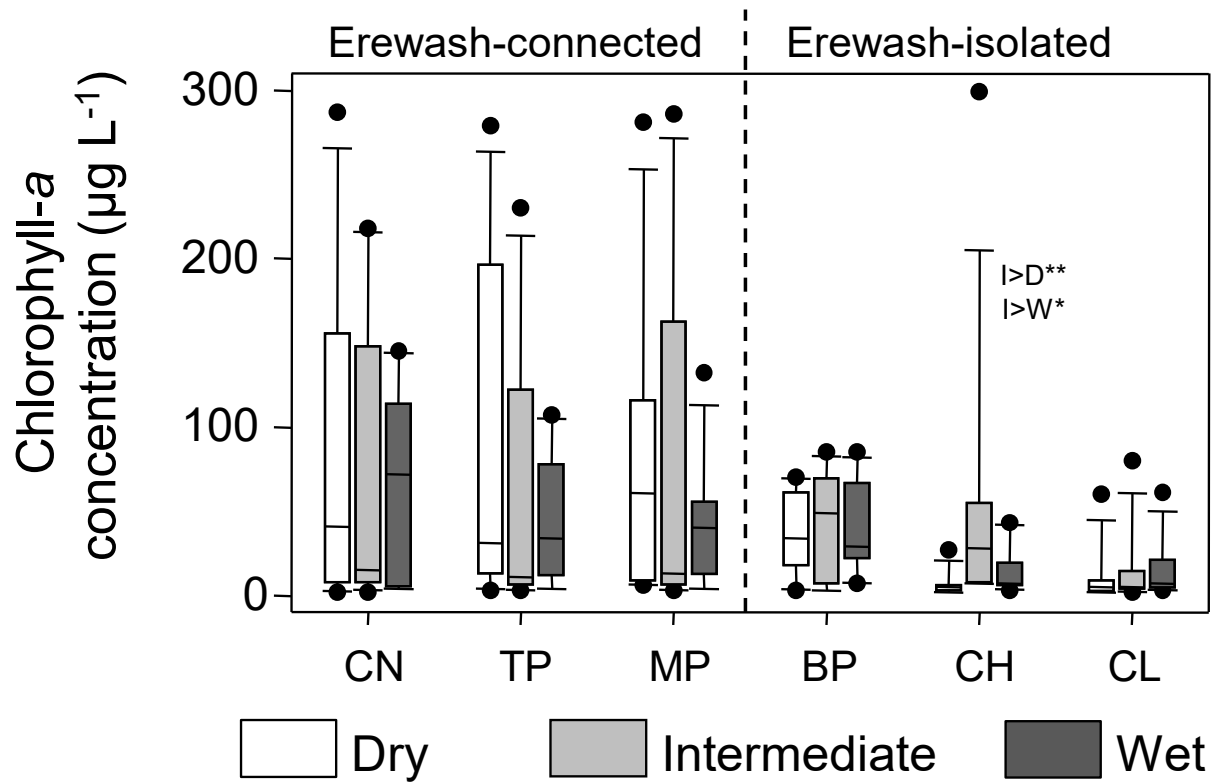 Erewash-connected
Erewash-isolated
Chlorophyll-a
concentration (µg L-1)
300
200
100
0
I>D**
I>W*
CN
TP
MP
BP
CH
CL
Dry
Intermediate
Wet